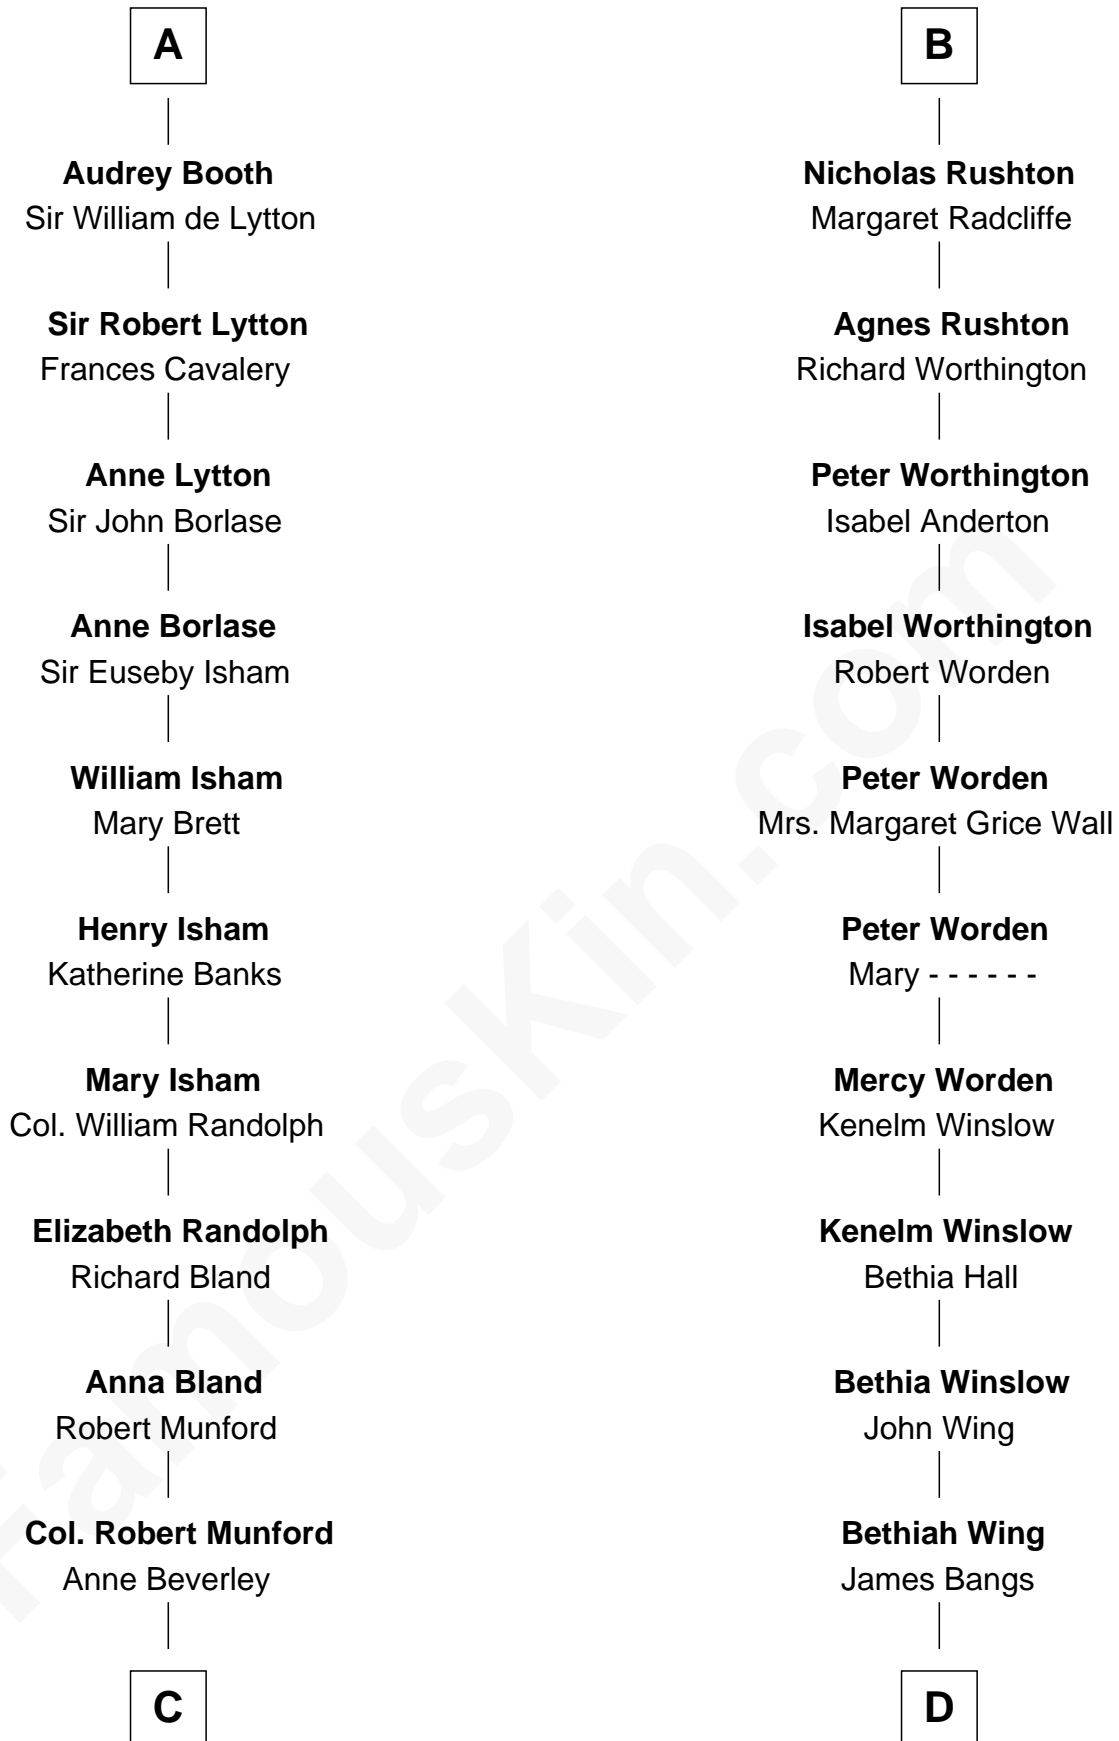 A
Audrey Booth
Sir William de Lytton
Sir Robert Lytton
Frances Cavalery
Anne Lytton
Sir John Borlase
Anne Borlase
Sir Euseby Isham
William Isham
Mary Brett
Henry Isham
Katherine Banks
Mary Isham
Col. William Randolph
Elizabeth Randolph
Richard Bland
Anna Bland
Robert Munford
Col. Robert Munford
Anne Beverley
C
B
Nicholas Rushton
Margaret Radcliffe
Agnes Rushton
Richard Worthington
Peter Worthington
Isabel Anderton
Isabel Worthington
Robert Worden
Peter Worden
Mrs. Margaret Grice Wall
Peter Worden
Mary - - - - - -
Mercy Worden
Kenelm Winslow
Kenelm Winslow
Bethia Hall
Bethia Winslow
John Wing
Bethiah Wing
James Bangs
D
FamousKin.com